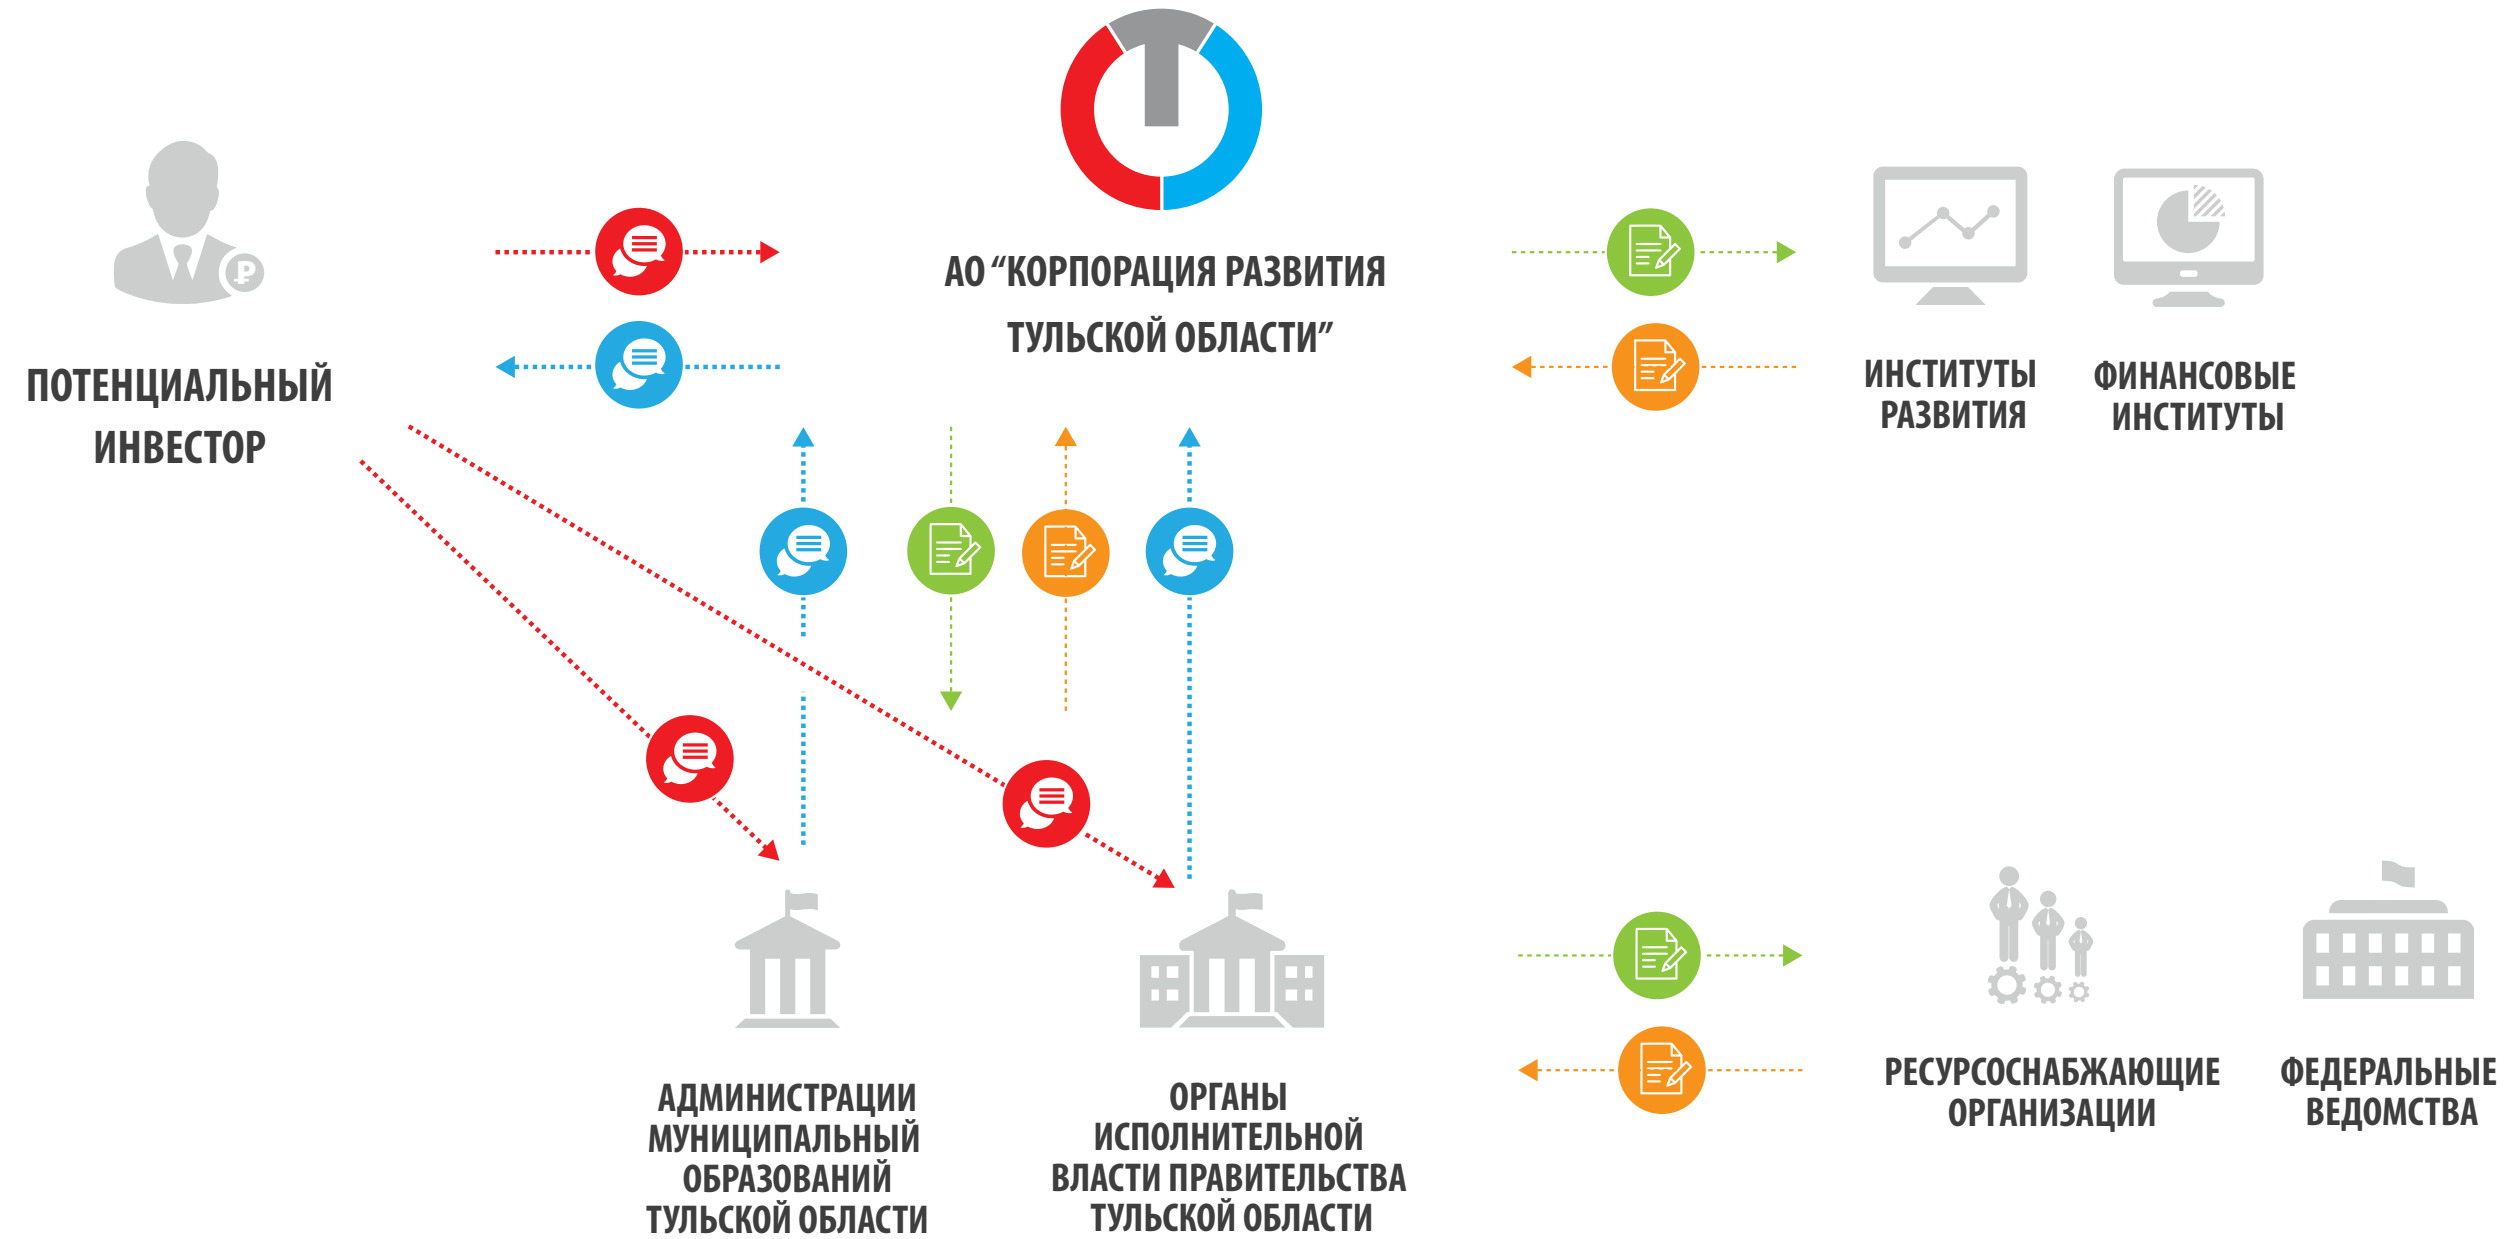 АО “КОРПОРАЦИЯ РАЗВИТИЯ
ТУЛЬСКОЙ ОБЛАСТИ”
ПОТЕНЦИАЛЬНЫЙ
ИНВЕСТОР
ИНСТИТУТЫ
РАЗВИТИЯ
ФИНАНСОВЫЕ
ИНСТИТУТЫ
АДМИНИСТРАЦИИ
МУНИЦИПАЛЬНЫЙ
ОБРАЗОВАНИЙ
ТУЛЬСКОЙ ОБЛАСТИ
ОРГАНЫ
ИСПОЛНИТЕЛЬНОЙ
ВЛАСТИ ПРАВИТЕЛЬСТВА
ТУЛЬСКОЙ ОБЛАСТИ
РЕСУРСОСНАБЖАЮЩИЕ
ОРГАНИЗАЦИИ
ФЕДЕРАЛЬНЫЕ
ВЕДОМСТВА